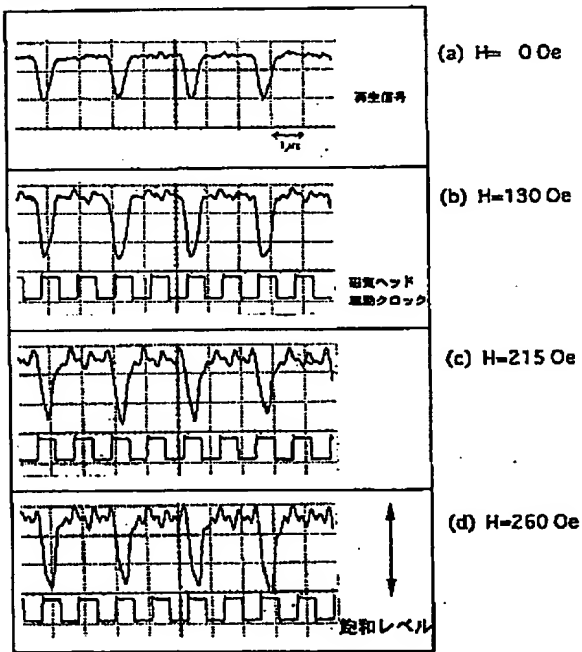 (a) H= 0 Oe
再生信号
1μs
(b) H=130 Oe
磁気ヘッド
駆動クロック
(c) H=215 Oe
(d) H=260 Oe
飽和レベル